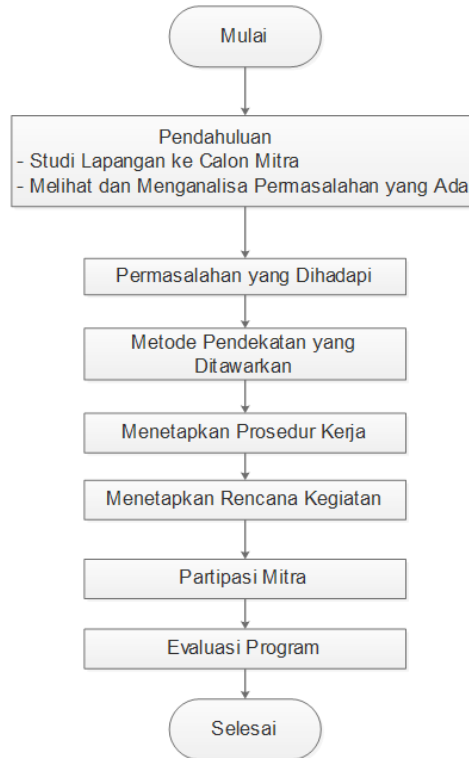 Mulai
Pendahuluan
- Studi Lapangan ke Calon Mitra
- Melihat dan Menganalisa Permasalahan yang Ada
Permasalahan yang Dihadapi
Metode Pendekatan yang
Ditawarkan
Menetapkan Prosedur Kerja
Menetapkan Rencana Kegiatan
Partipasi Mitra
Evaluasi Program
Selesai